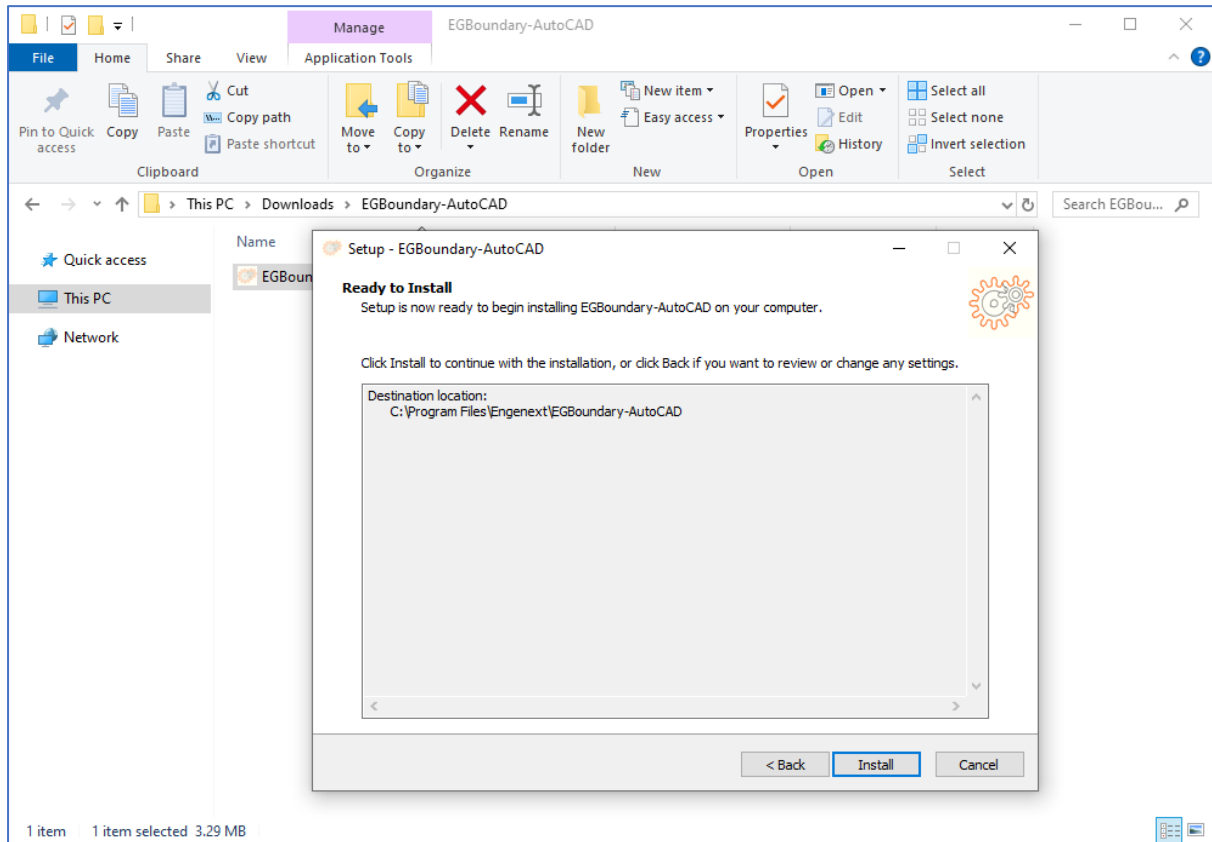 Manage EGBoundary-AutoCAD
File Home Share View Application Tools
Pin to Quick access
Copy
Paste
Cut
Copy path
Paste shortcut
Clipboard
Move to
Copy to
Delete
Rename
Organize
New folder
New item
Easy access
New
Properties
Open
Edit
History
Open
Select all
Select none
Invert selection
Select
This PC > Downloads > EGBoundary-AutoCAD
Search EGBou...
Quick access
This PC
Network
Name
EGBoun
Setup - EGBoundary-AutoCAD
Ready to Install
Setup is now ready to begin installing EGBoundary-AutoCAD on your computer.
Click Install to continue with the installation, or click Back if you want to review or change any settings.
Destination location:
C:\Program Files\Engenext\EGBoundary-AutoCAD
< Back Install Cancel
1 item 1 item selected 3.29 MB